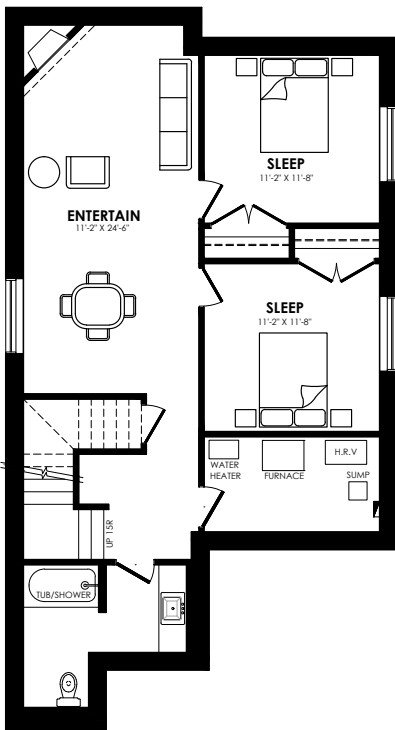 SLEEP
11'-2" X 11'-8"
ENTERTAIN
11'-2" X 24'-6"
SLEEP
11'-2" X 11'-8"
WATER
HEATER
FURNACE
H.R.V
SUMP
UP 15R
TUB/SHOWER